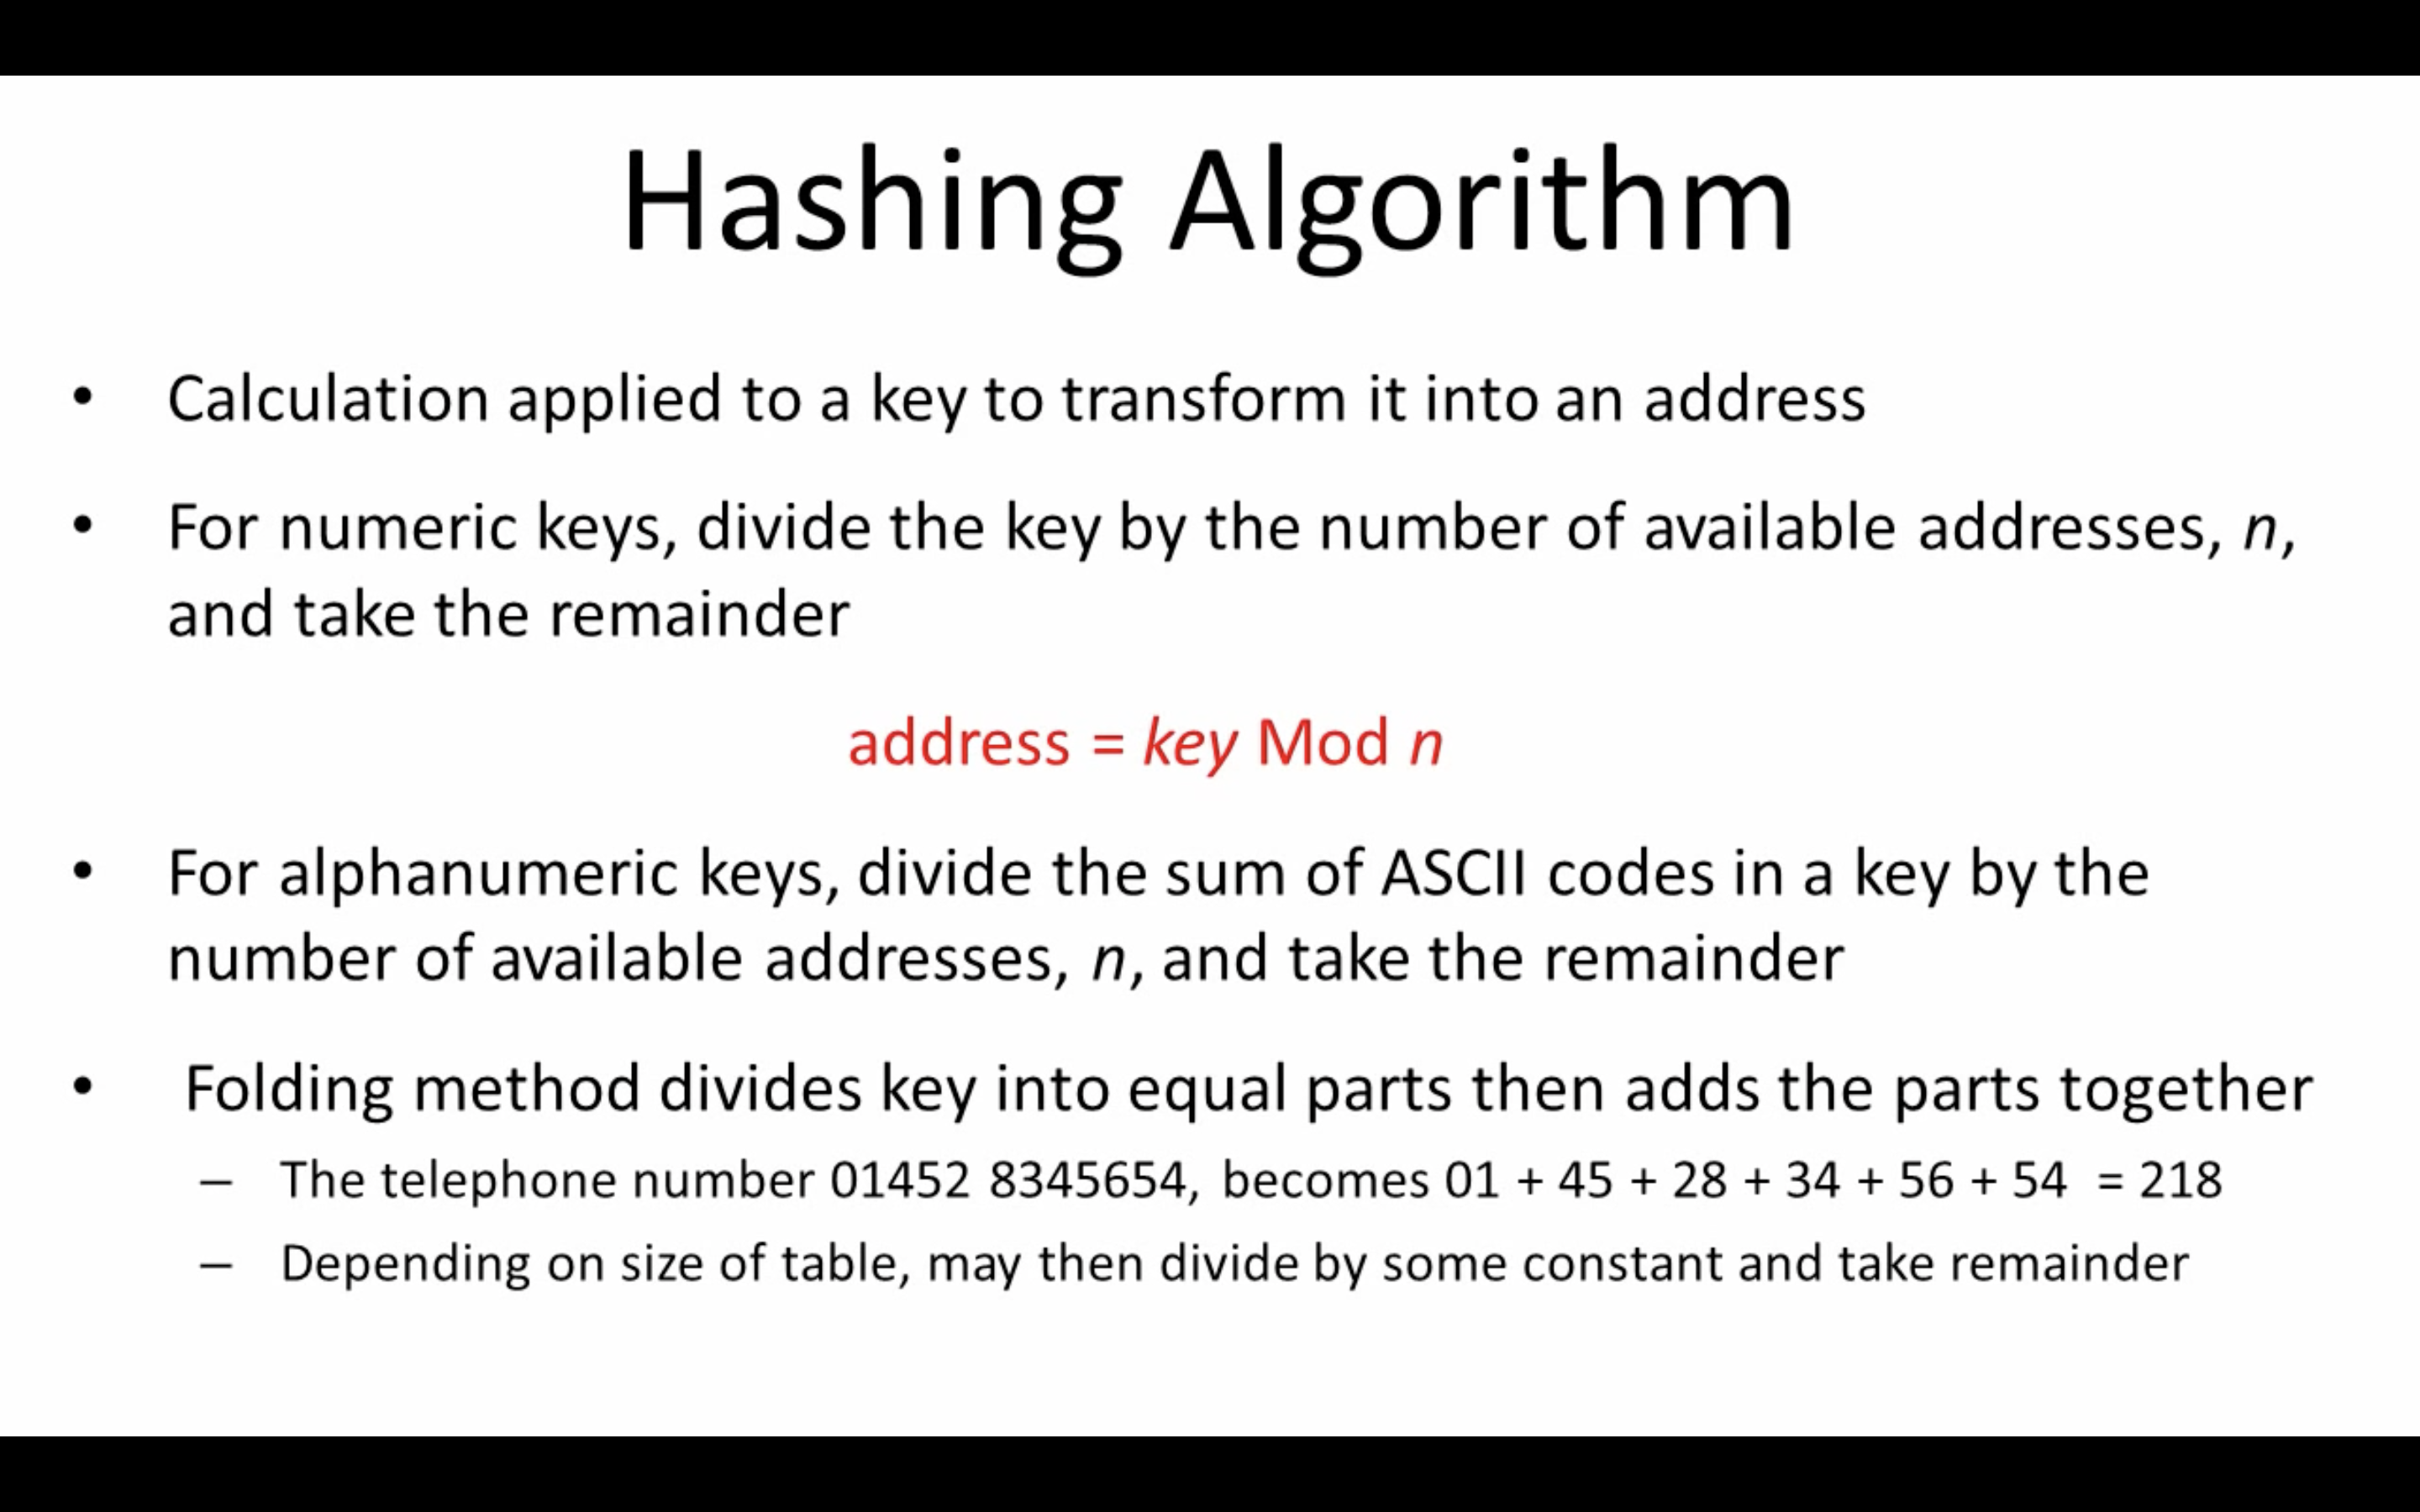 Hashing Algorithm
• Calculation applied to a key to transform it into an address
• For numeric keys, divide the key by the number of available addresses, n,
and take the remainder
address = key Mod n
• For alphanumeric keys, divide the sum of ASCII codes in a key by the
number of available addresses, n, and take the remainder
• Folding method divides key into equal parts then adds the parts together
– The telephone number 01452 8345654, becomes 01 + 45 + 28 + 34 + 56 + 54 = 218
– Depending on size of table, may then divide by some constant and take remainder